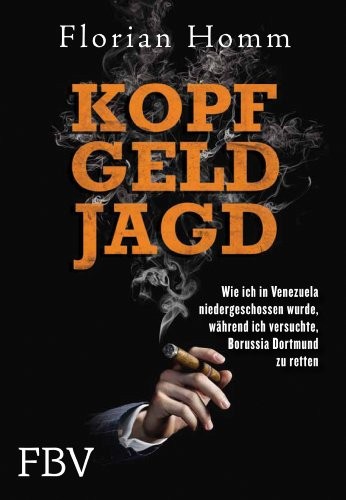 Florian Homm
KOPF
GELD
JAGD
Wie ich in Venezuela
niedergeschossen wurde,
während ich versuchte,
Borussia Dortmund
zu retten
FBV